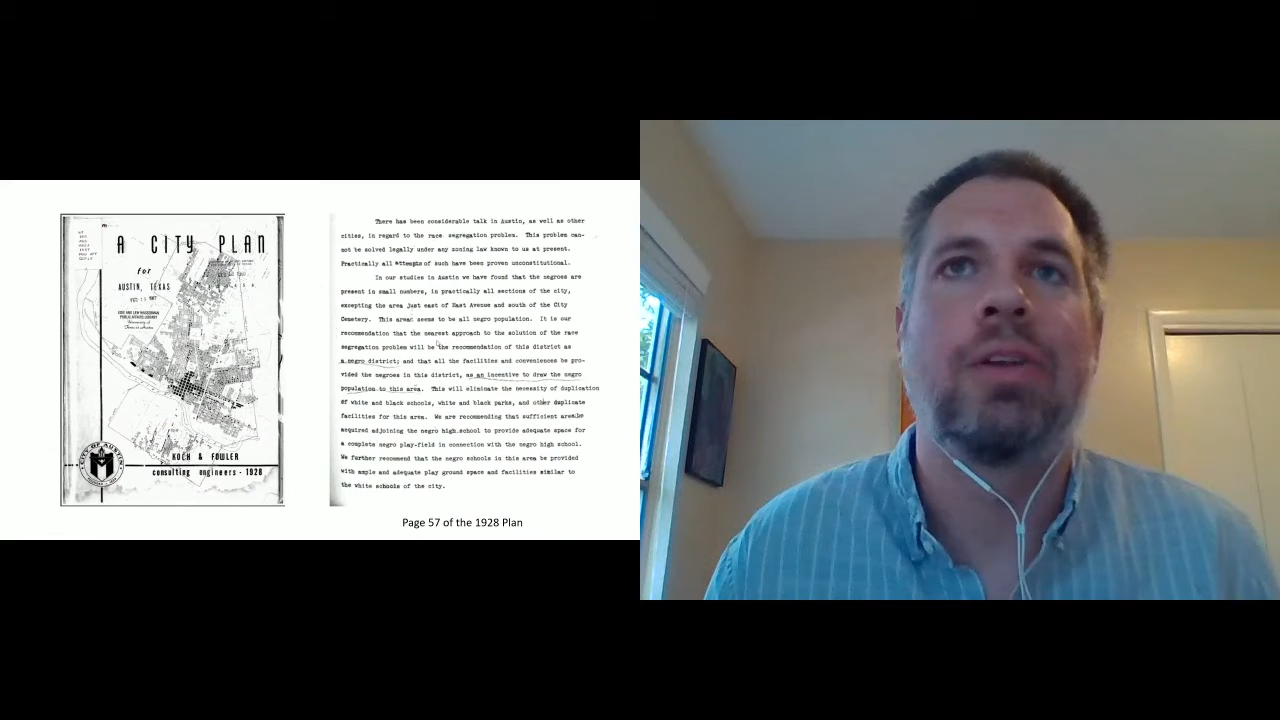 A CITY PLAN
for
AUSTIN, TEXAS
KOCH & FOWLER
consulting engineers - 1928
There has been considerable talk in Austin, as well as other
cities, in regard to the race segregation problem. This problem can-
not be solved legally under any zoning law known to us at present.
Practically all attempts of such have been proven unconstitutional.
In our studies in Austin we have found that the negroes are
present in small numbers, in practically all sections of the city,
excepting the area just east of East Avenue and south of the City
Cemetery. This area seems to be all negro population. It is our
recommendation that the nearest approach to the solution of the race
segregation problem will be the recommendation of this district as
a negro district; and that all the facilities and conveniences be pro-
vided the negroes in this district, as an incentive to draw the negro
population to this area. This will eliminate the necessity of duplication
of white and black schools, white and black parks, and other duplicate
facilities for this area. We are recommending that sufficient area be
acquired adjoining the negro high school to provide adequate space for
a complete negro play-field in connection with the negro high school.
We further recommend that the negro schools in this area be provided
with ample and adequate play ground space and facilities similar to
the white schools of the city.
Page 57 of the 1928 Plan